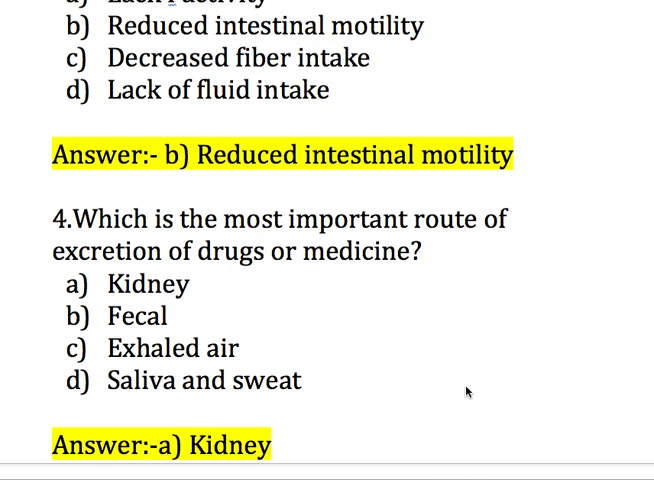 b) Reduced intestinal motility
c) Decreased fiber intake
d) Lack of fluid intake
Answer:- b) Reduced intestinal motility
4.Which is the most important route of
excretion of drugs or medicine?
a) Kidney
b) Fecal
c) Exhaled air
d) Saliva and sweat
Answer:-a) Kidney